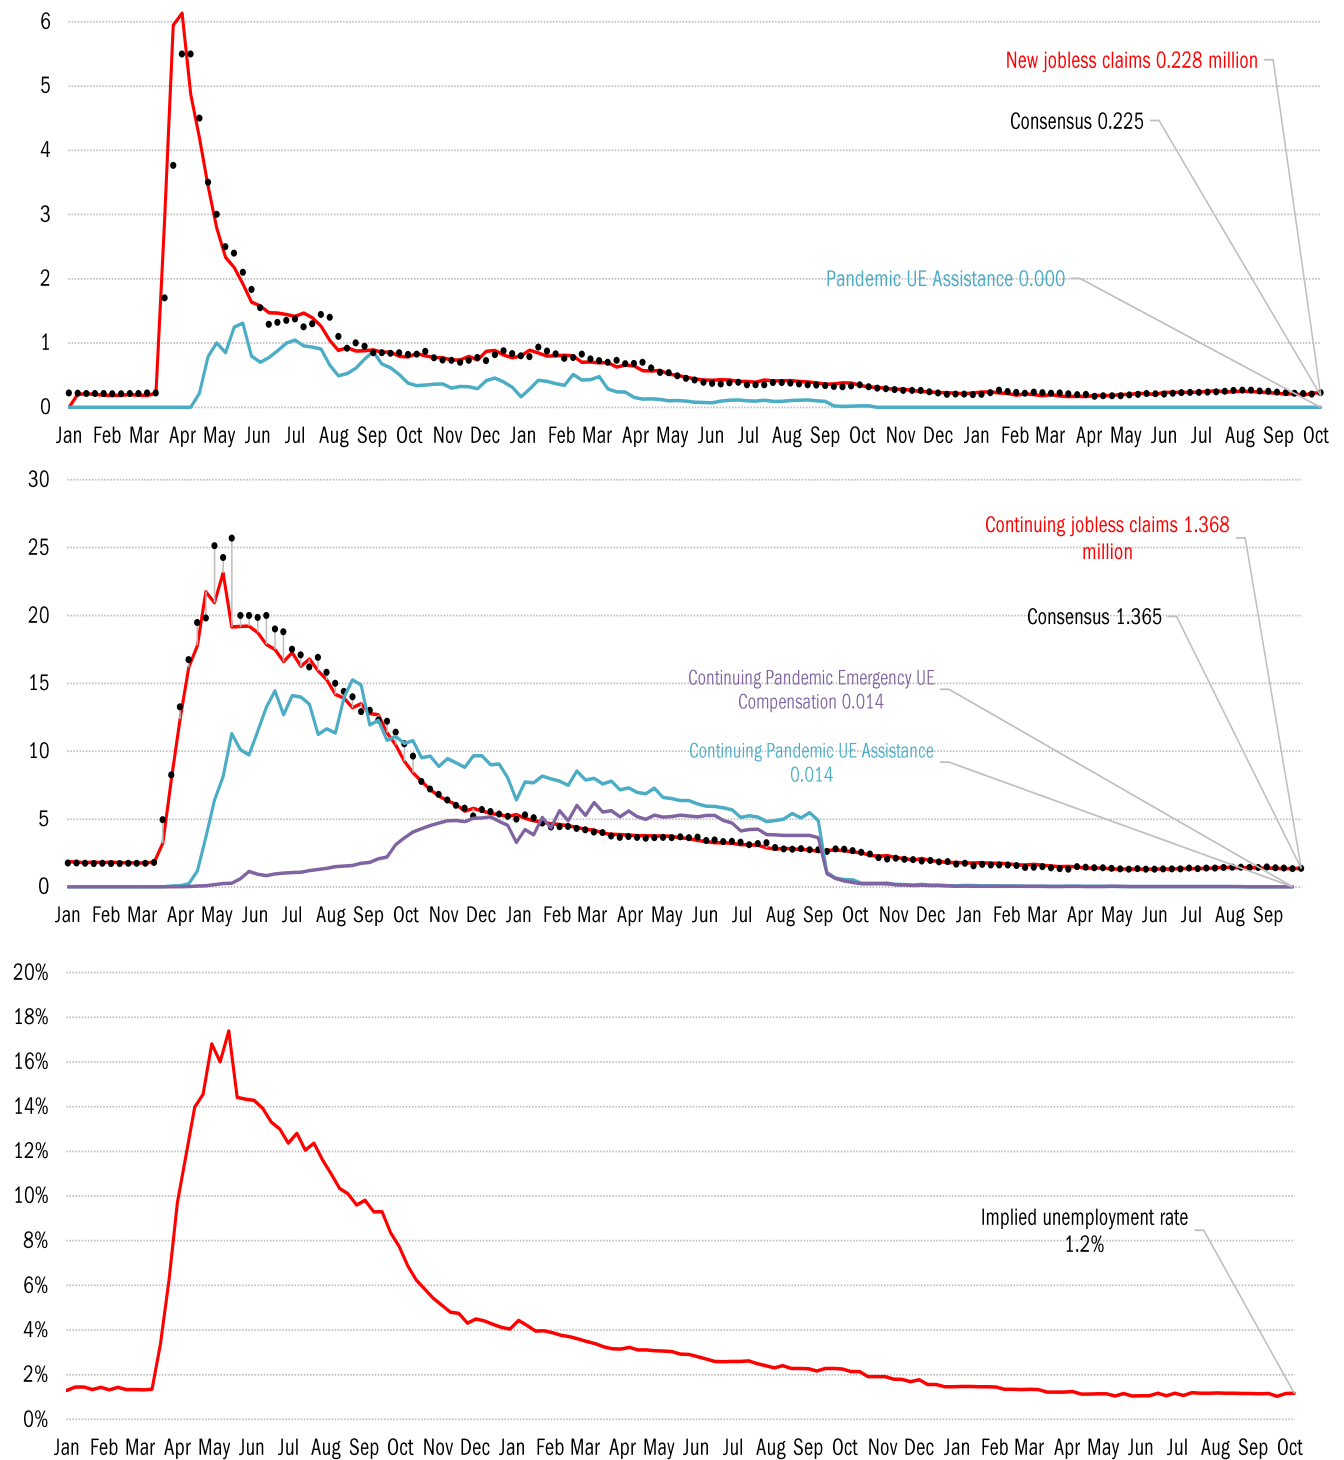 6
New jobless claims 0.228 million
5
Consensus 0.225
4
3
2
Pandemic UE Assistance 0.000
1
0
Jan Feb Mar Apr May Jun Jul Aug Sep Oct Nov Dec Jan Feb Mar Apr May Jun Jul Aug Sep Oct Nov Dec Jan Feb Mar Apr May Jun Jul Aug Sep Oct
30
Continuing jobless claims 1.368
million
25
20
Consensus 1.365
15
Continuing Pandemic Emergency UE
Compensation 0.014
10
Continuing Pandemic UE Assistance
0.014
5
0
Jan Feb Mar Apr May Jun Jul Aug Sep Oct Nov Dec Jan Feb Mar Apr May Jun Jul Aug Sep Oct Nov Dec Jan Feb Mar Apr May Jun Jul Aug Sep
20%
18%
16%
14%
12%
10%
Implied unemployment rate
1.2%
8%
6%
4%
2%
0%
Jan Feb Mar Apr May Jun Jul Aug Sep Oct Nov Dec Jan Feb Mar Apr May Jun Jul Aug Sep Oct Nov Dec Jan Feb Mar Apr May Jun Jul Aug Sep Oct